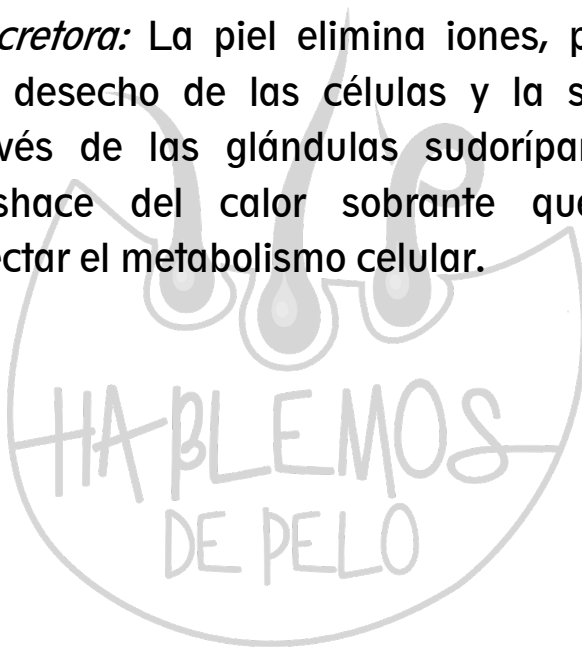 cretora: La piel elimina iones, p
desecho de las células y la s
vés de las glándulas sudorípar
shace del calor sobrante que
ctar el metabolismo celular.
HABLEMOS
DE PELO